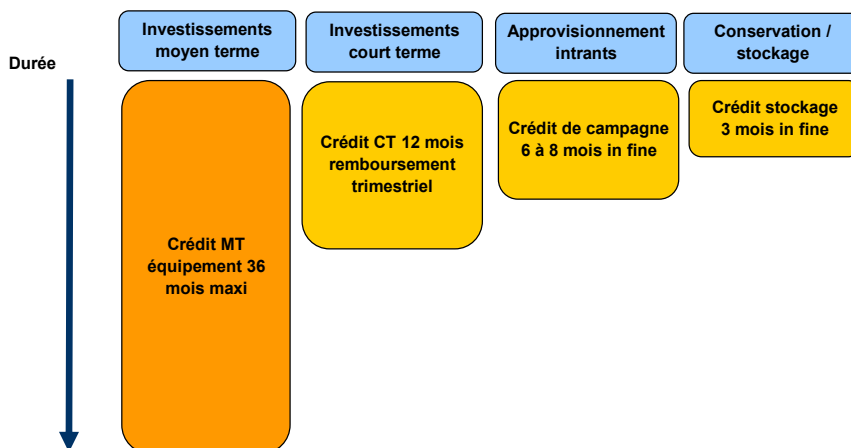 Durée
Investissements
moyen terme
Investissements
court terme
Approvisionnement
intrants
Conservation /
stockage
Crédit MT
équipement 36
mois maxi
Crédit CT 12 mois
remboursement
trimestriel
Crédit de campagne
6 à 8 mois in fine
Crédit stockage
3 mois in fine